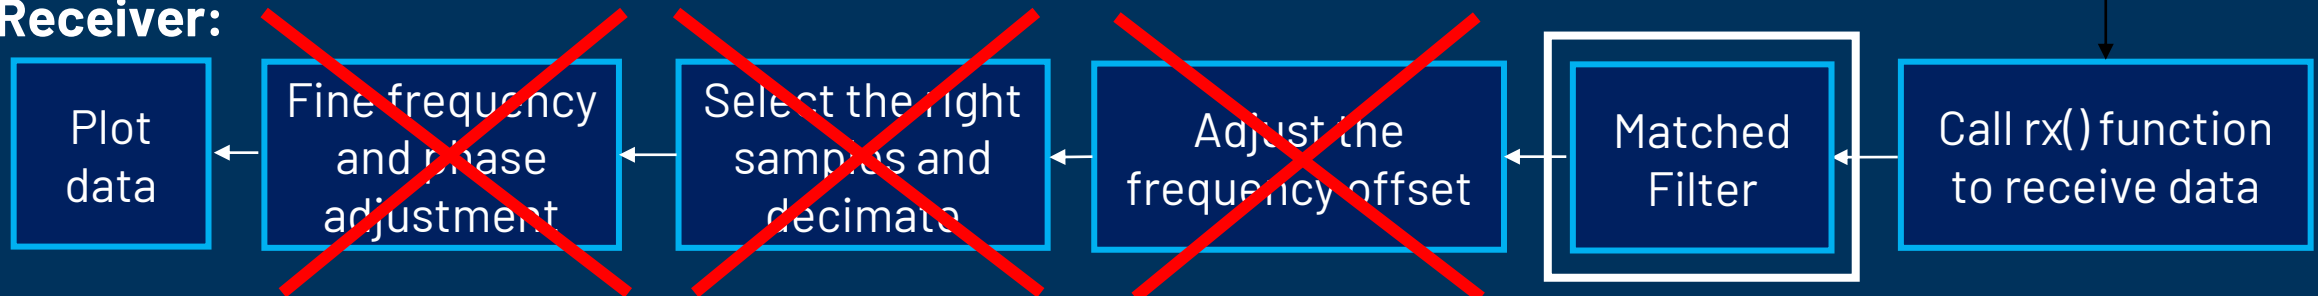 Receiver:
Plot
data
Fine frequency
and phase
adjustment
Select the right
samples and
decimate
Adjust the
frequency offset
Matched
Filter
Call rx() function
to receive data